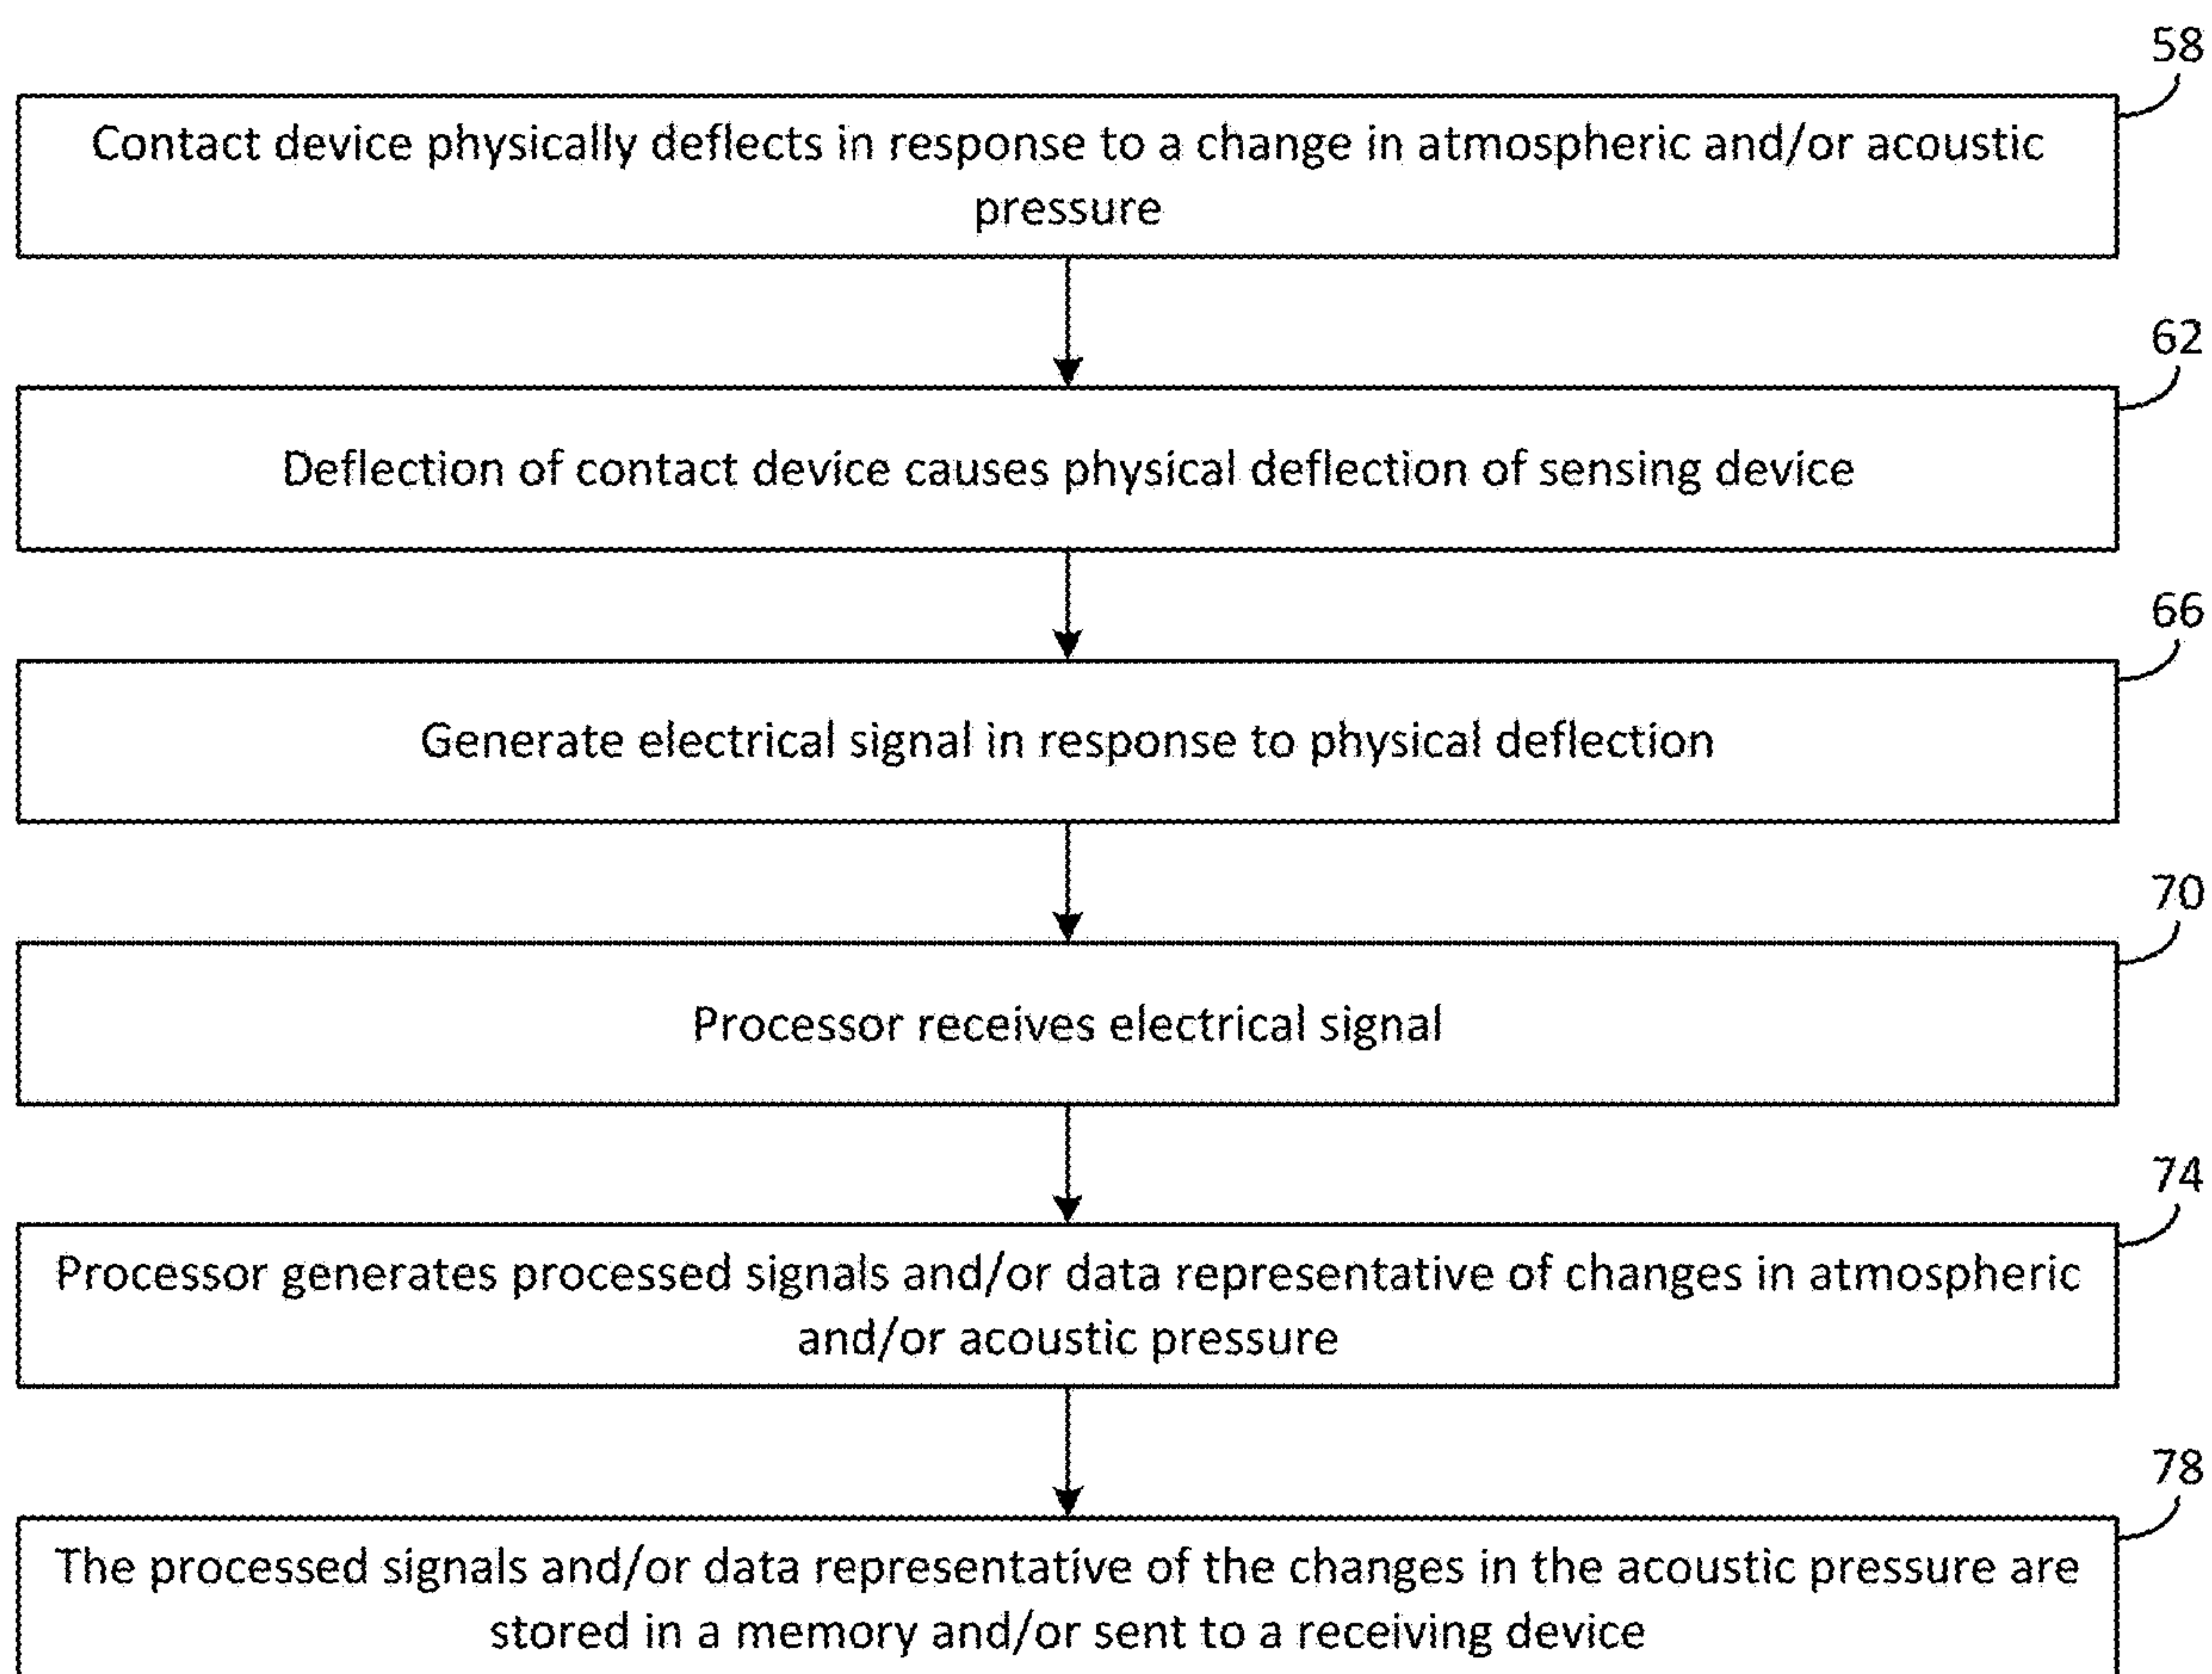 58
Contact device physically deflects in response to a change in atmospheric and/or acoustic
pressure
62
Deflection of contact device causes physical deflection of sensing device
66
Generate electrical signal in response to physical deflection
70
Processor receives electrical signal
74
Processor generates processed signals and/or data representative of changes in atmospheric
and/or acoustic pressure
78
The processed signals and/or data representative of the changes in the acoustic pressure are
stored in a memory and/or sent to a receiving device